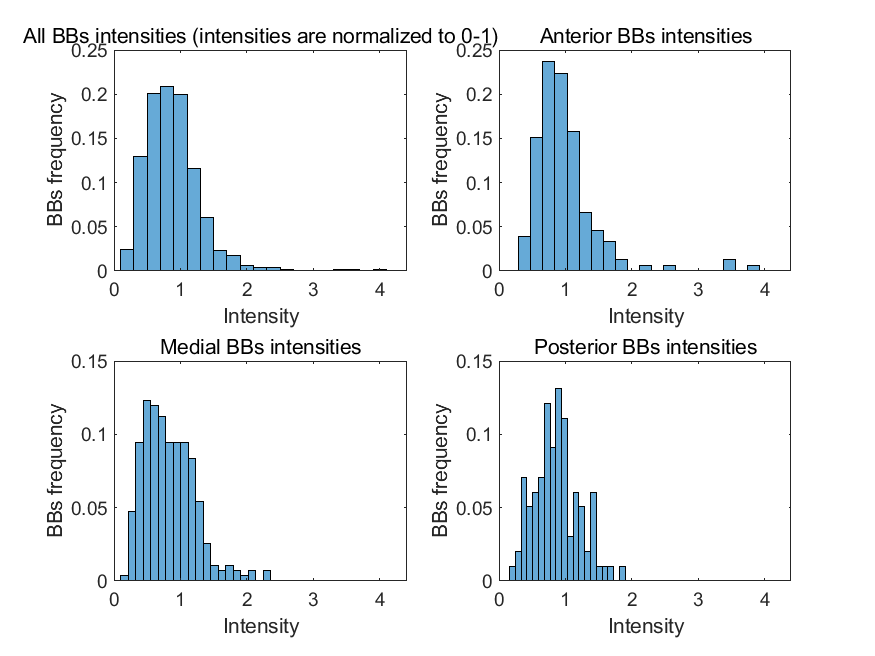 All BBs intensities (intensities are normalized to 0-1)
Anterior BBs intensities
0.25
0.2
0.15
0.1
0.05
0
BBs frequency
0 1 2 3 4
Intensity
0.25
0.2
0.15
0.1
0.05
0
BBs frequency
0 1 2 3 4
Intensity
Medial BBs intensities
Posterior BBs intensities
0.15
0.1
0.05
0
BBs frequency
0 1 2 3 4
Intensity
0.15
0.1
0.05
0
BBs frequency
0 1 2 3 4
Intensity